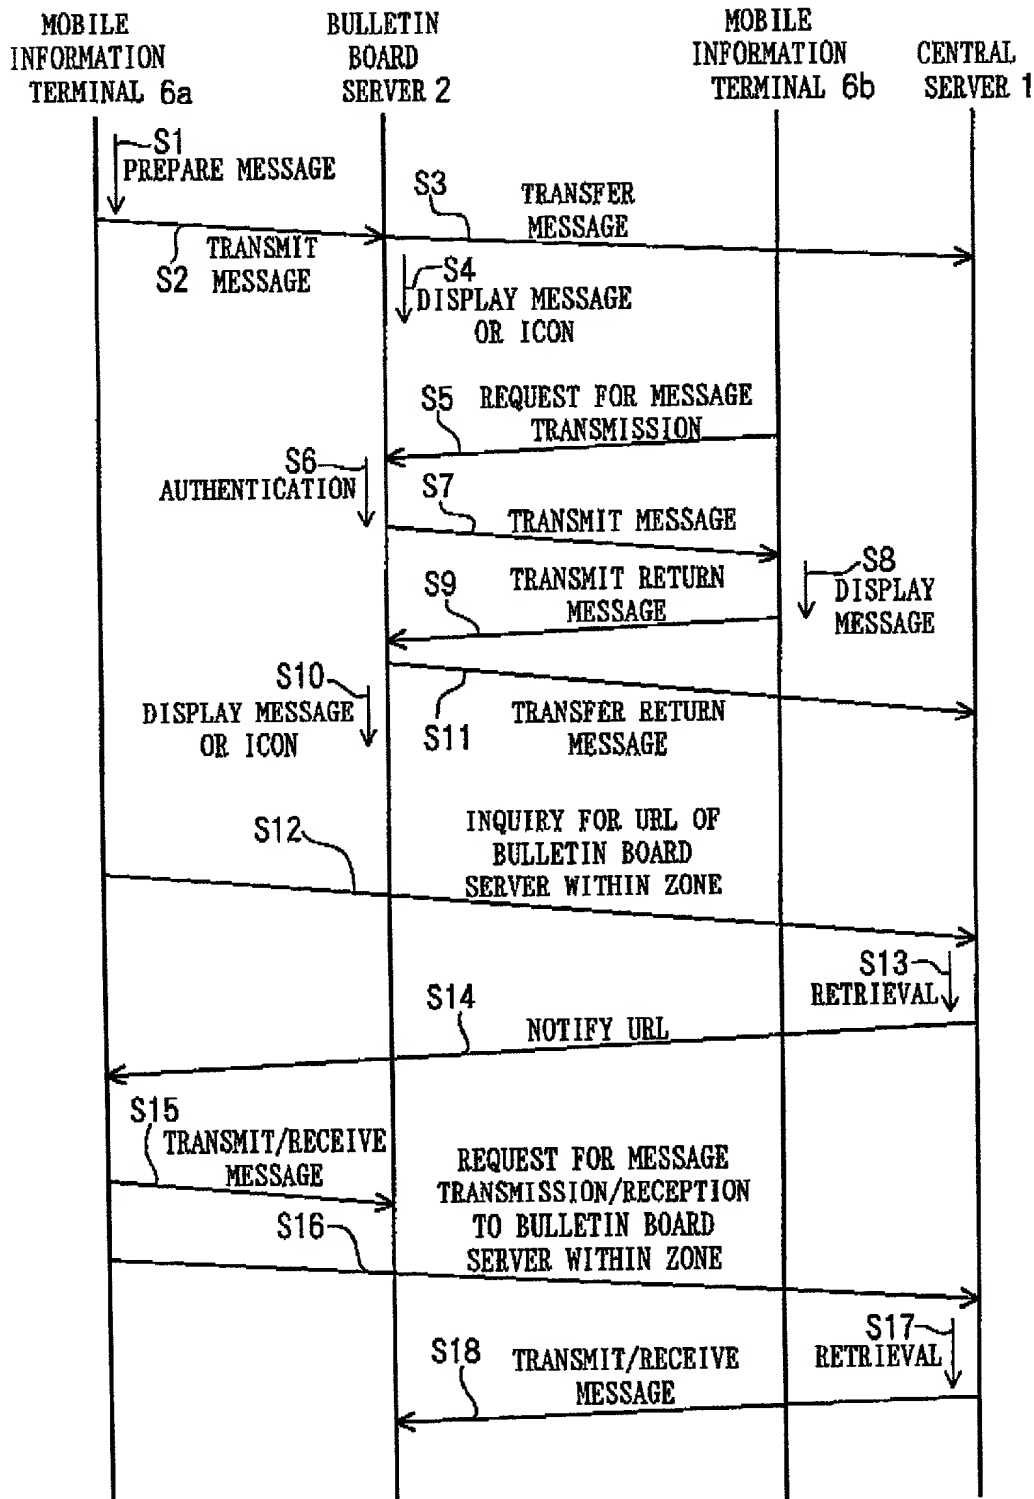 MOBILE
INFORMATION
TERMINAL 6a
BULLETIN
BOARD
SERVER 2
MOBILE
INFORMATION
TERMINAL 6b
CENTRAL
SERVER 1
S1
PREPARE MESSAGE
S2
TRANSMIT
MESSAGE
S3
TRANSFER
MESSAGE
S4
DISPLAY MESSAGE
OR ICON
S5
REQUEST FOR MESSAGE
TRANSMISSION
S6
AUTHENTICATION
S7
TRANSMIT MESSAGE
S8
DISPLAY
MESSAGE
S9
TRANSMIT RETURN
MESSAGE
S10
DISPLAY MESSAGE
OR ICON
S11
TRANSFER RETURN
MESSAGE
S12
INQUIRY FOR URL OF
BULLETIN BOARD
SERVER WITHIN ZONE
S13
RETRIEVAL
S14
NOTIFY URL
S15
TRANSMIT/RECEIVE
MESSAGE
S16
REQUEST FOR MESSAGE
TRANSMISSION/RECEPTION
TO BULLETIN BOARD
SERVER WITHIN ZONE
S17
RETRIEVAL
S18
TRANSMIT/RECEIVE
MESSAGE